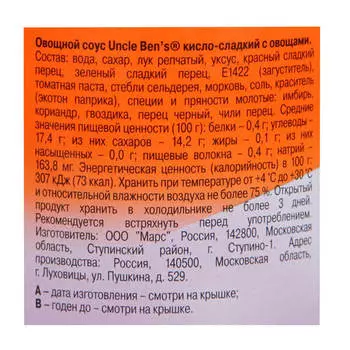 Овощной соус Uncle Ben's® кисло-сладкий с овощами.
Состав: вода, сахар, лук репчатый, уксус, красный сладкий
перец, зеленый сладкий перец, Е1422 (загуститель),
томатная паста, стебли сельдерея, морковь, соль, краситель
(экотон паприка), специи и пряности молотые: имбирь,
кориандр, гвоздика, перец черный, чили перец. Средние
значения пищевой ценности (100 г): белки – 0,4 г; углеводы -
17,4 г; из них сахаров – 14,2 г; жиры – 0,1 г; из них
насыщенных – 0,0 г; пищевые волокна – 0,4 г; натрий –
163,8 мг. Энергетическая ценность (калорийность) в 100 г:
307 кДж (73 ккал). Хранить при температуре от +4°С до +30°С
и относительной влажности воздуха не более 75 %. Открытый
продукт хранить в холодильнике не более 3 дней.
Рекомендуется встряхнуть перед употреблением.
Изготовитель: ООО "Марс", Россия, 142800, Московская
область, Ступинский район, г. Ступино-1. Адрес
производства: Россия, 140500, Московская область,
г. Луховицы, ул. Пушкина, д. 529.
А – дата изготовления – смотри на крышке;
В – годен до – смотри на крышке.